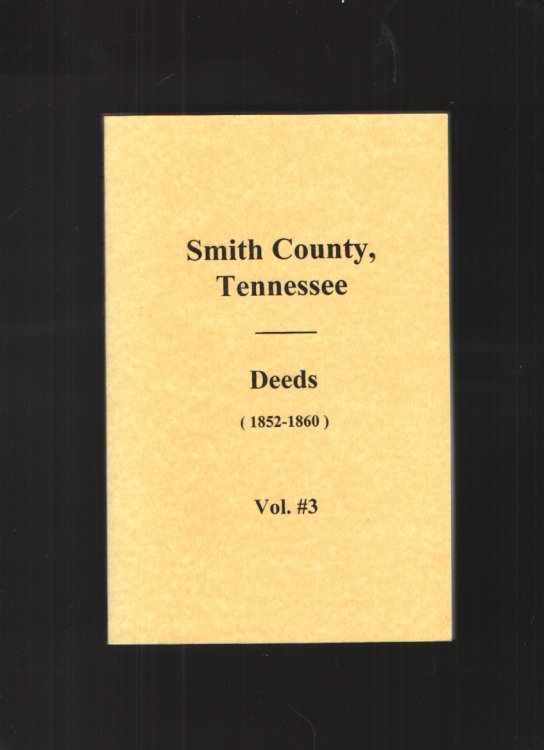 Smith County,
Tennessee
Deeds
( 1852-1860 )
Vol. #3